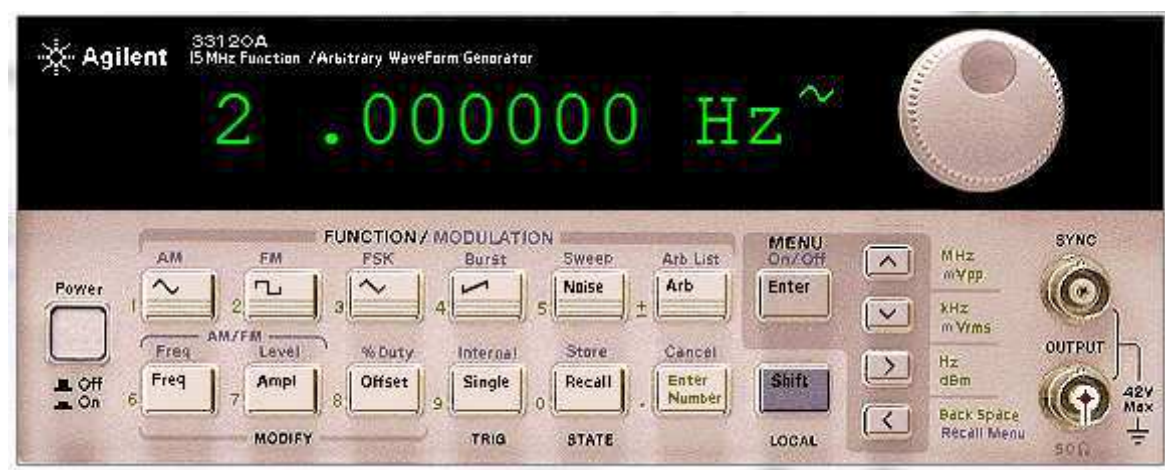 Agilent 33120A
15 MHz Function / Arbitrary WaveForm Genorator
2 .000000 Hz
FUNCTION / MODULATION
AM FM FSK Burst Sweep Arb List
MENU
On/Off
Power
1 2 3 4 5 Noise ± Arb Enter
AM/FM
Freq Level % Duty Internal Store Cancel
Off
On
6 Freq 7 Ampl 8 Offset 9 Single 0 Recall . Enter Number Shift
MODIFY TRIG STATE LOCAL
MHz
mVpp
kHz
mVrms
Hz
dBm
Back Space
Recall Menu
SYNC
OUTPUT
42V
Max
50Ω